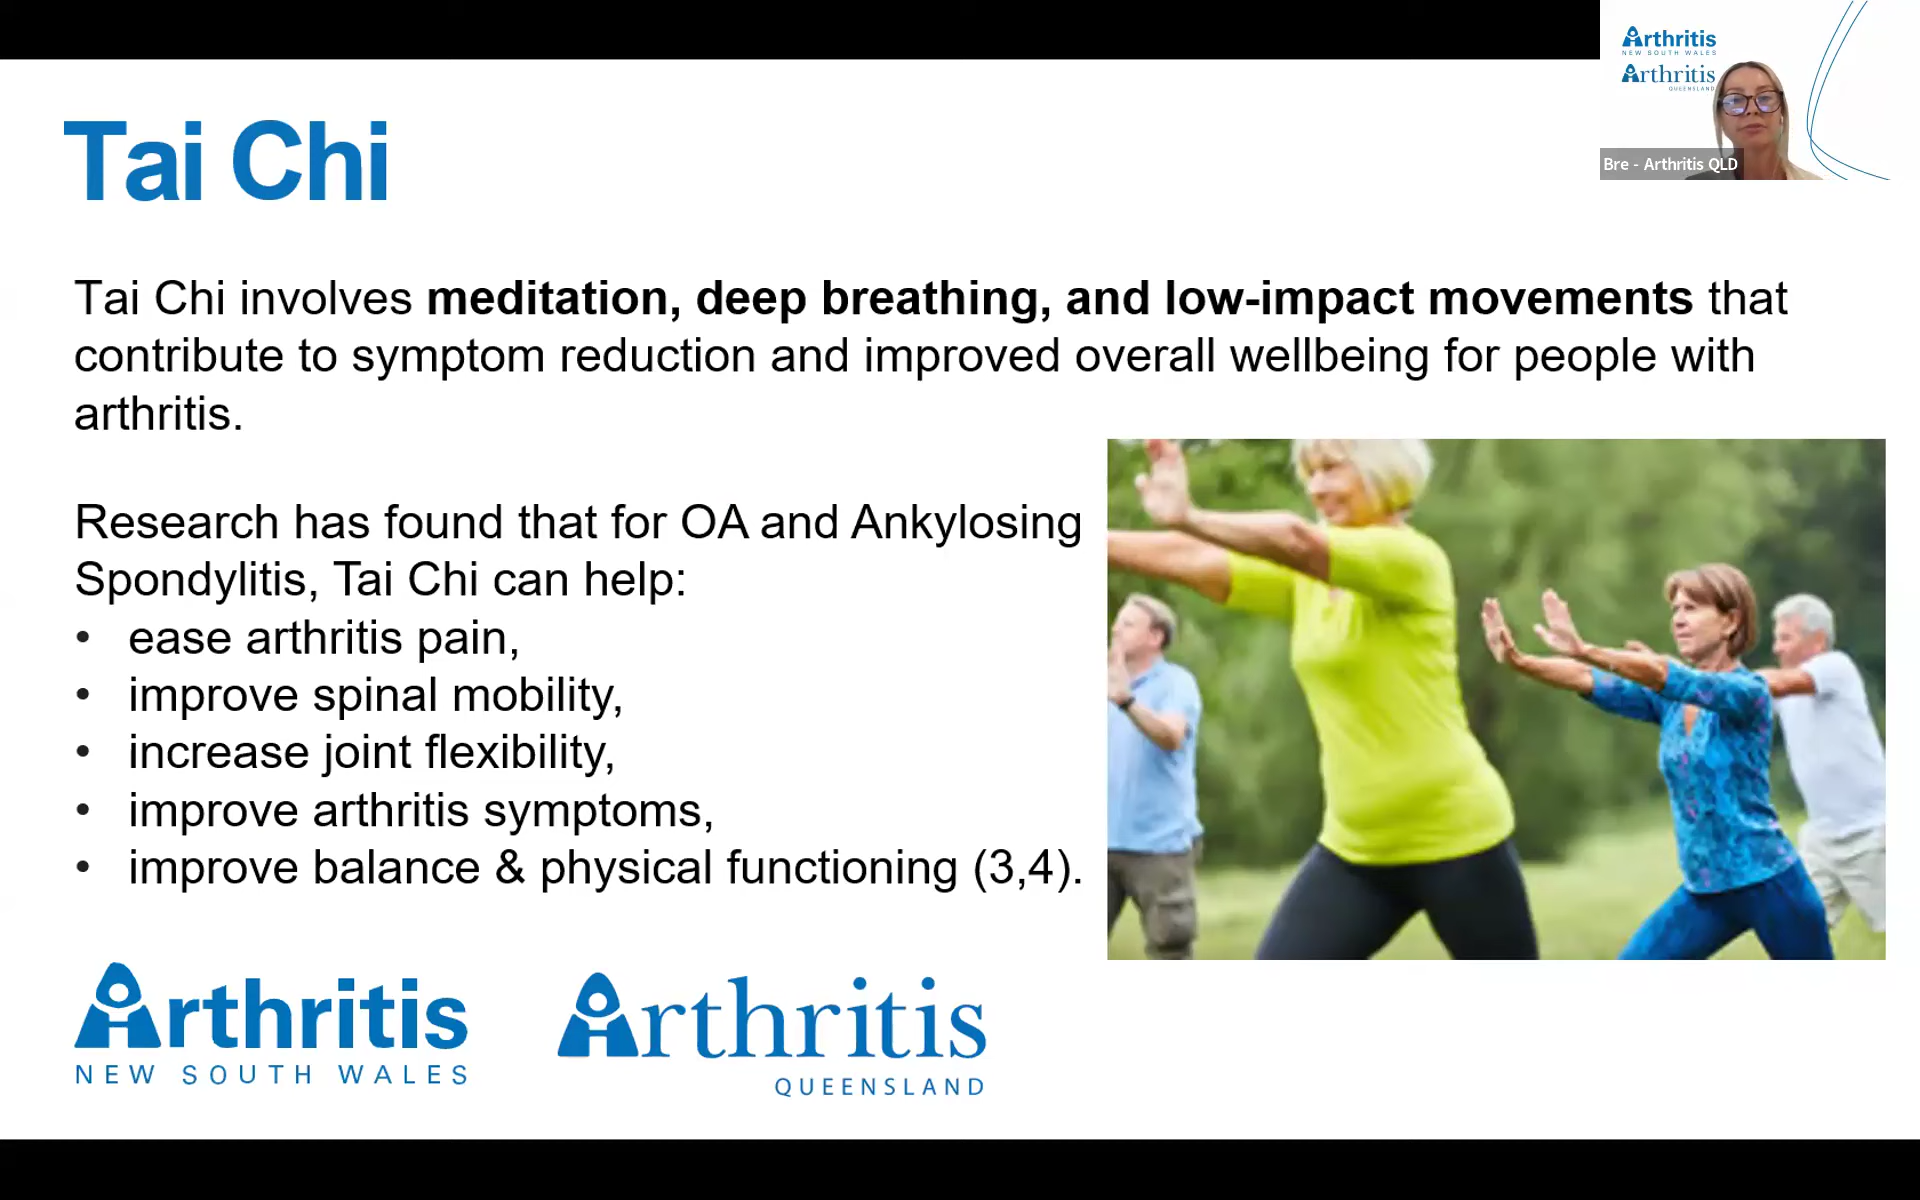 Arthritis
NEW SOUTH WALES
Arthritis
QUEENSLAND
Bre - Arthritis QLD
Tai Chi
Tai Chi involves meditation, deep breathing, and low-impact movements that
contribute to symptom reduction and improved overall wellbeing for people with
arthritis.
Research has found that for OA and Ankylosing
Spondylitis, Tai Chi can help:
• ease arthritis pain,
• improve spinal mobility,
• increase joint flexibility,
• improve arthritis symptoms,
• improve balance & physical functioning (3,4).
Arthritis
NEW SOUTH WALES
Arthritis
QUEENSLAND